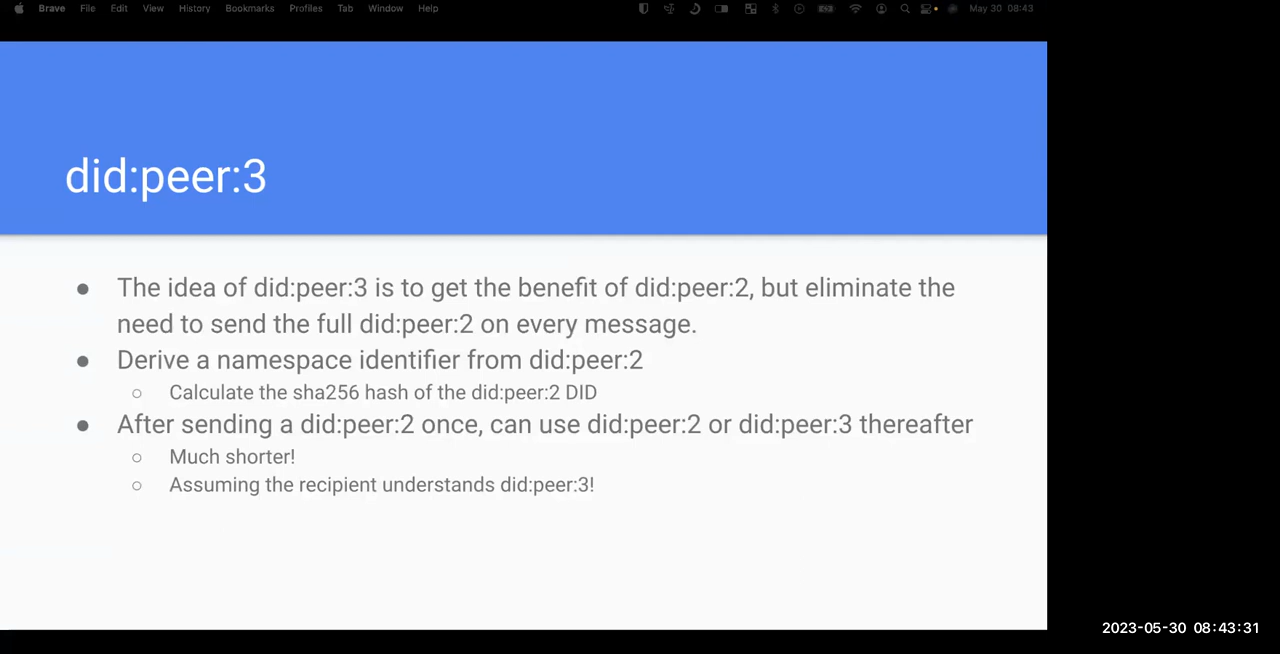 Brave File Edit View History Bookmarks Profiles Tab Window Help May 30 08:43
did:peer:3
● The idea of did:peer:3 is to get the benefit of did:peer:2, but eliminate the
need to send the full did:peer:2 on every message.
● Derive a namespace identifier from did:peer:2
○ Calculate the sha256 hash of the did:peer:2 DID
● After sending a did:peer:2 once, can use did:peer:2 or did:peer:3 thereafter
○ Much shorter!
○ Assuming the recipient understands did:peer:3!
2023-05-30 08:43:31